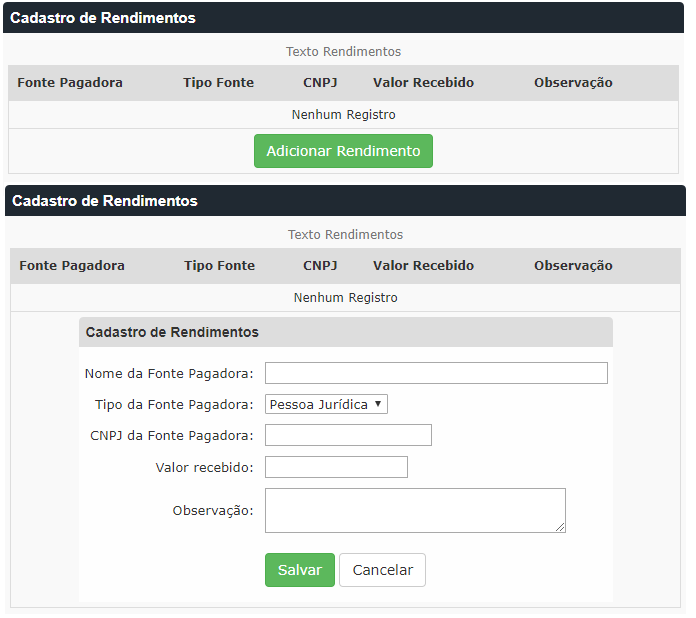 Cadastro de Rendimentos
Texto Rendimentos
Fonte Pagadora Tipo Fonte CNPJ Valor Recebido Observação
Nenhum Registro
Adicionar Rendimento
Cadastro de Rendimentos
Texto Rendimentos
Fonte Pagadora Tipo Fonte CNPJ Valor Recebido Observação
Nenhum Registro
Cadastro de Rendimentos
Nome da Fonte Pagadora:
Tipo da Fonte Pagadora: Pessoa Jurídica
CNPJ da Fonte Pagadora:
Valor recebido:
Observação:
Salvar Cancelar